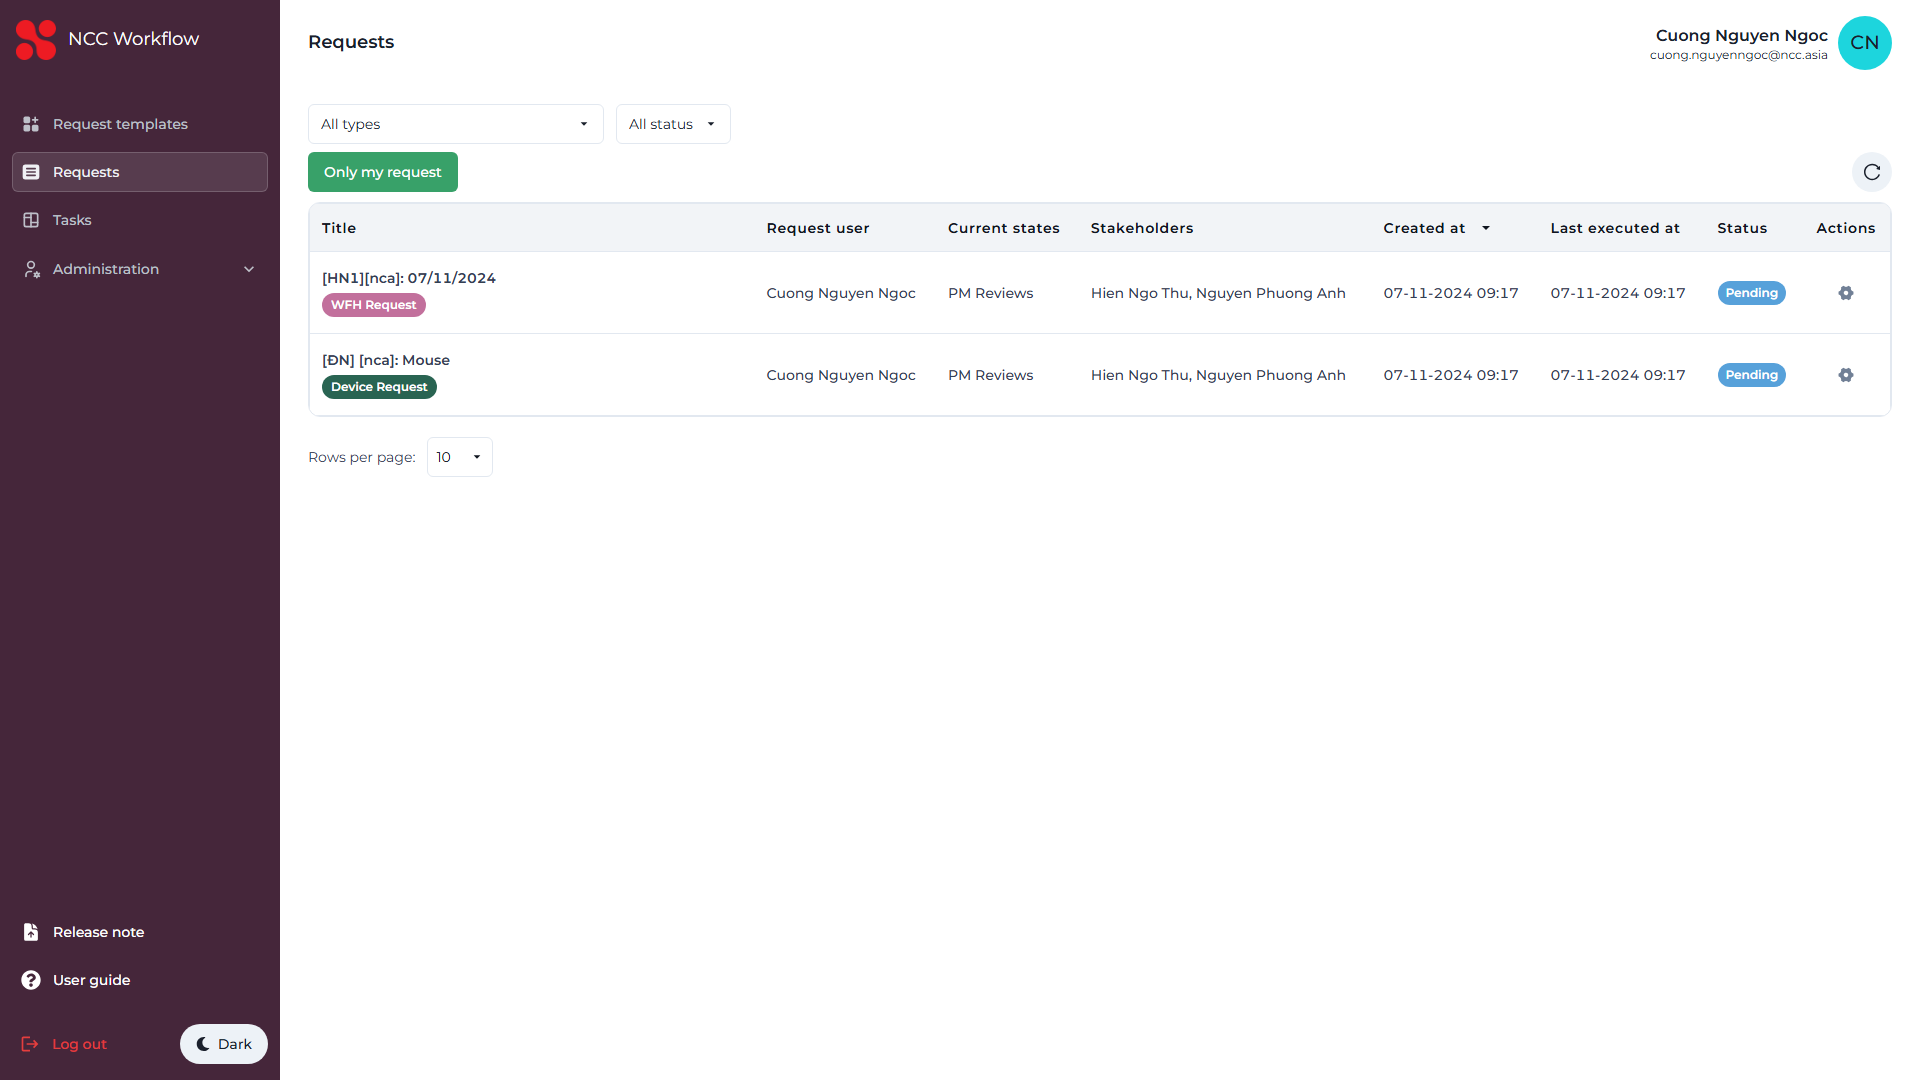 NCC Workflow
Request templates
Requests
Tasks
Administration
Release note
User guide
Log out
Dark
Requests
Cuong Nguyen Ngoc
cuong.nguyenngoc@ncc.asia
CN
All types
All status
Only my request
Title Request user Current states Stakeholders Created at Last executed at Status Actions
[HN1][nca]: 07/11/2024
WFH Request
Cuong Nguyen Ngoc PM Reviews Hien Ngo Thu, Nguyen Phuong Anh 07-11-2024 09:17 07-11-2024 09:17 Pending
[ĐN] [nca]: Mouse
Device Request
Cuong Nguyen Ngoc PM Reviews Hien Ngo Thu, Nguyen Phuong Anh 07-11-2024 09:17 07-11-2024 09:17 Pending
Rows per page: 10